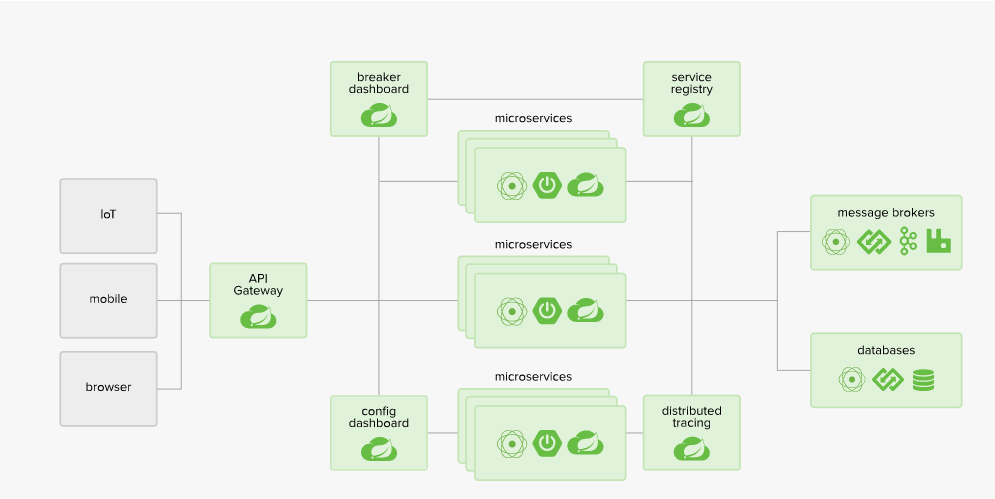 breaker
dashboard
service
registry
microservices
IoT
message brokers
microservices
API
Gateway
mobile
databases
microservices
browser
config
dashboard
distributed
tracing